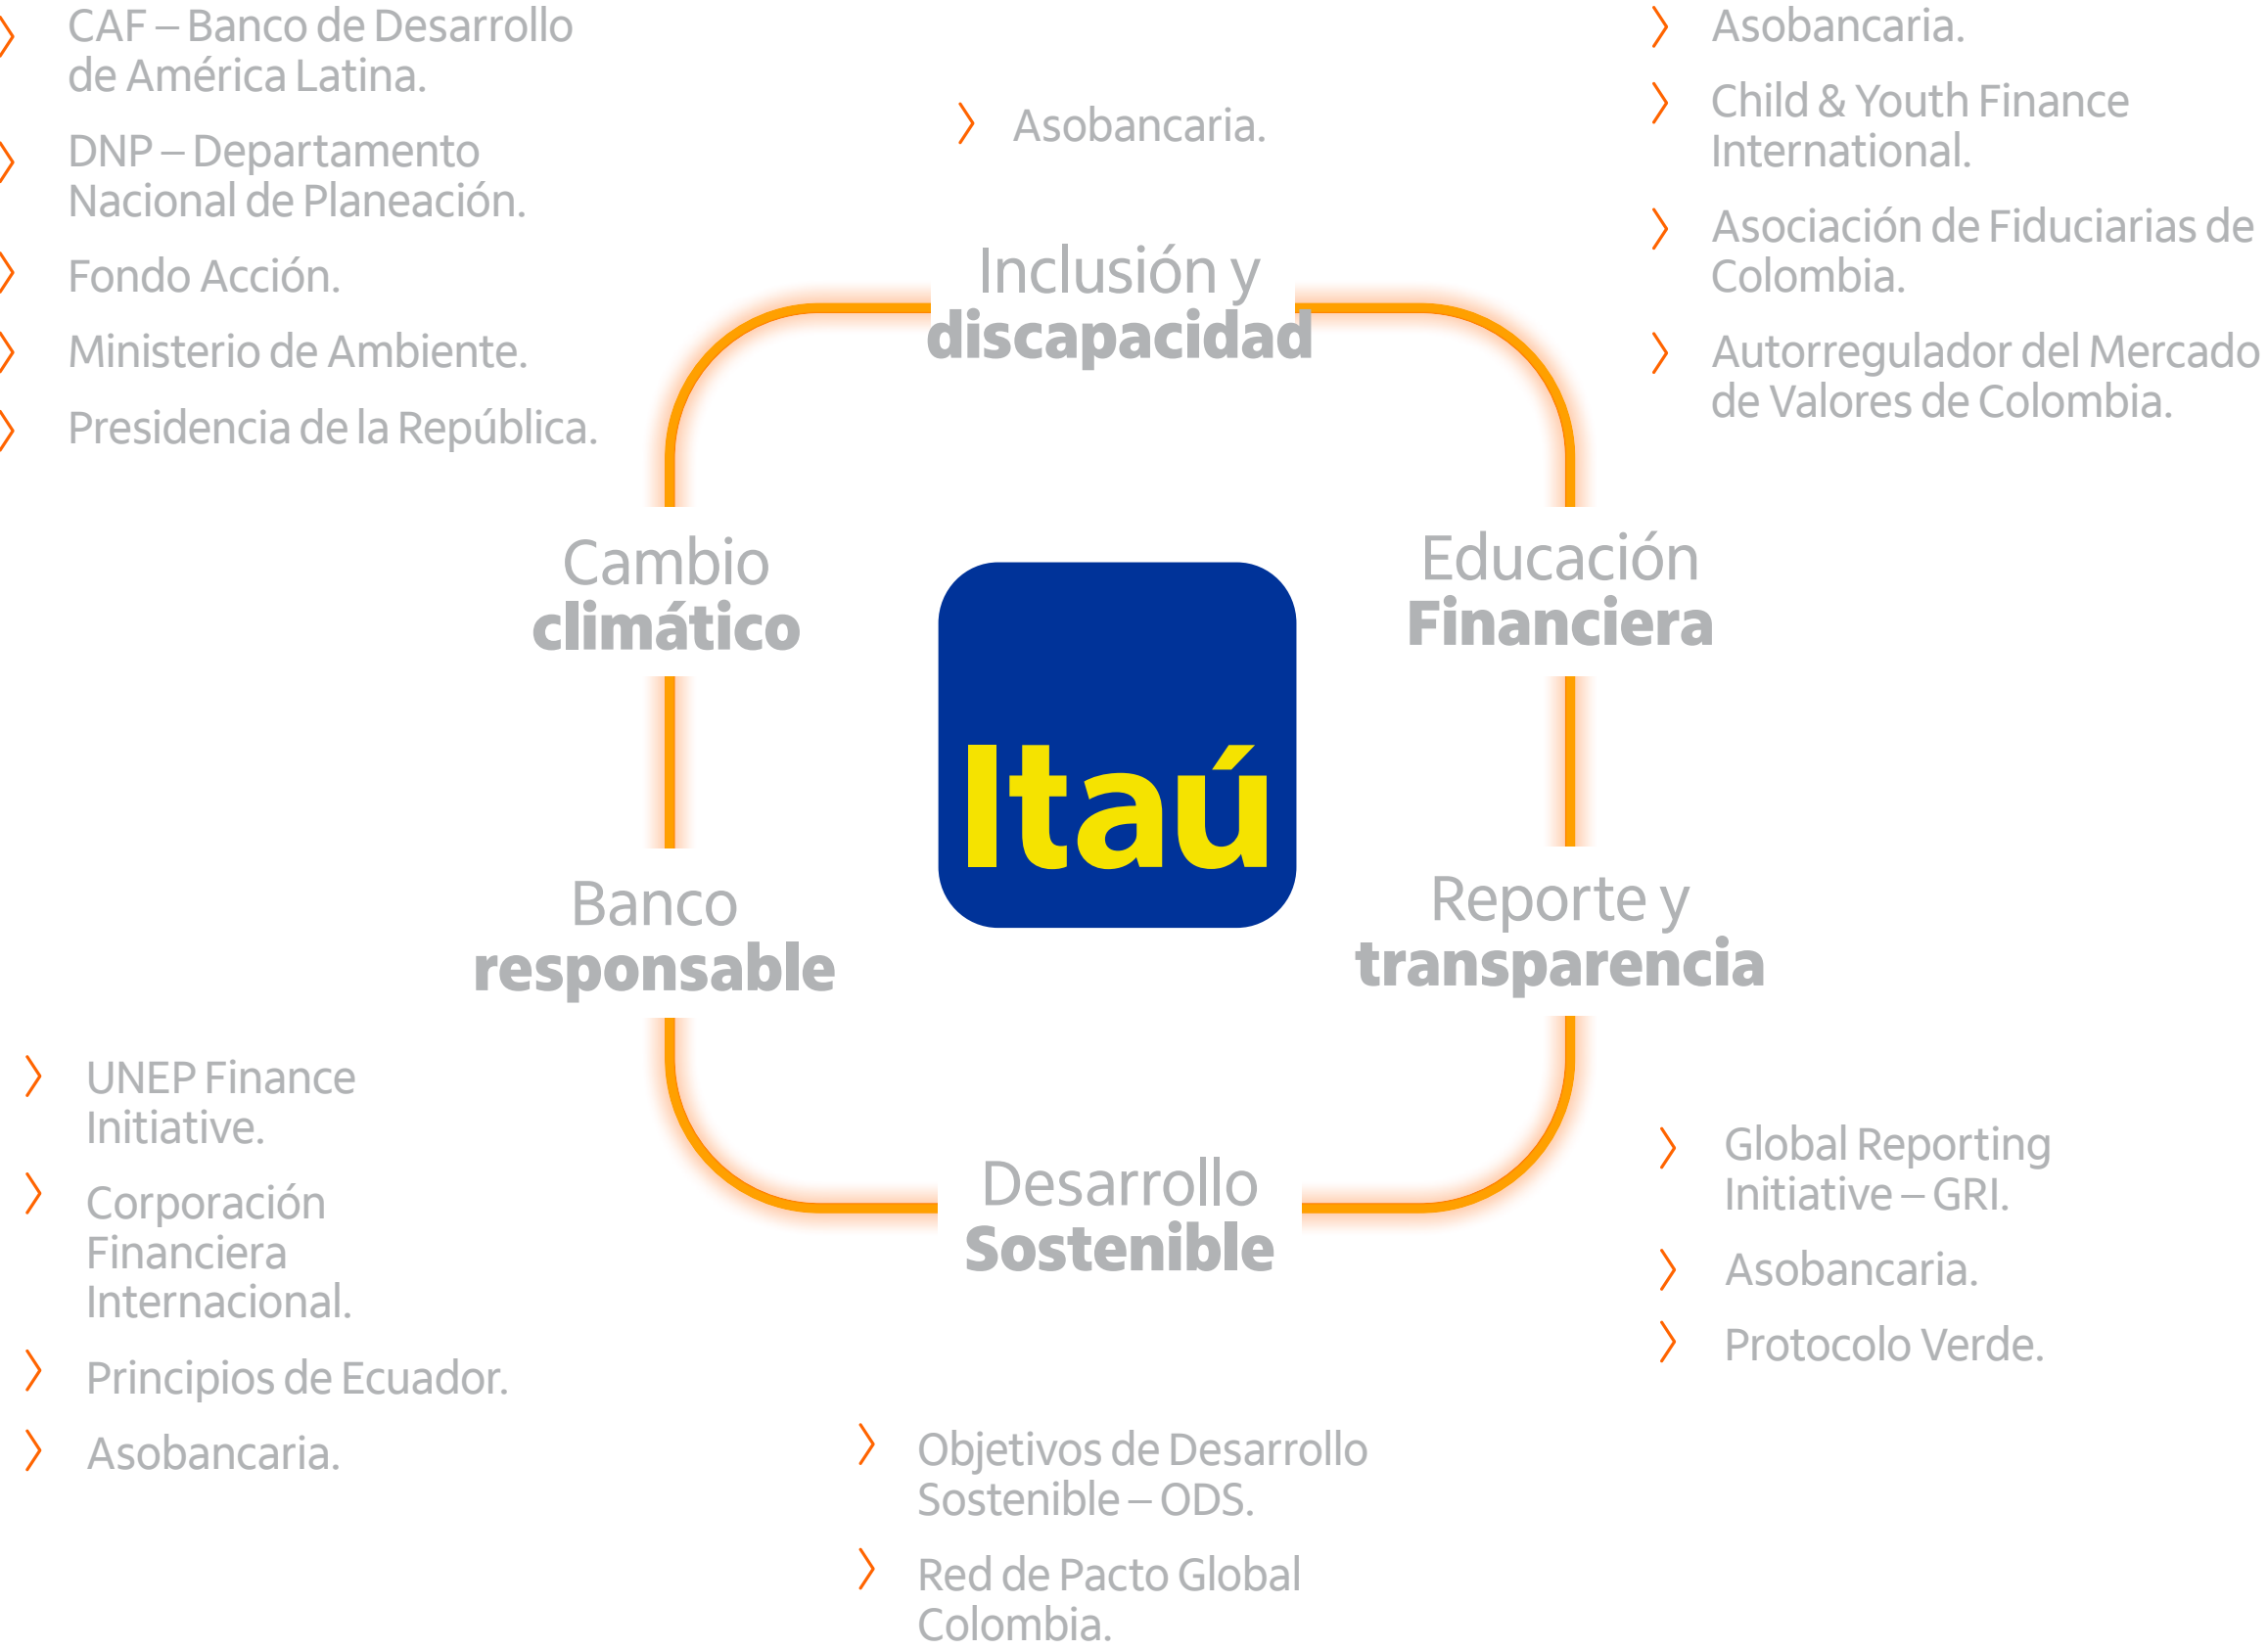 CAF – Banco de Desarrollo
de América Latina.
DNP – Departamento
Nacional de Planeación.
Fondo Acción.
Ministerio de Ambiente.
Presidencia de la República.
Asobancaria.
Asobancaria.
Child & Youth Finance
International.
Asociación de Fiduciarias de
Colombia.
Autorregulador del Mercado
de Valores de Colombia.
Inclusión y
discapacidad
Cambio
climático
Educación
Financiera
Itaú
Banco
responsable
Reporte y
transparencia
Desarrollo
Sostenible
UNEP Finance
Initiative.
Corporación
Financiera
Internacional.
Principios de Ecuador.
Asobancaria.
Objetivos de Desarrollo
Sostenible – ODS.
Red de Pacto Global
Colombia.
Global Reporting
Initiative – GRI.
Asobancaria.
Protocolo Verde.